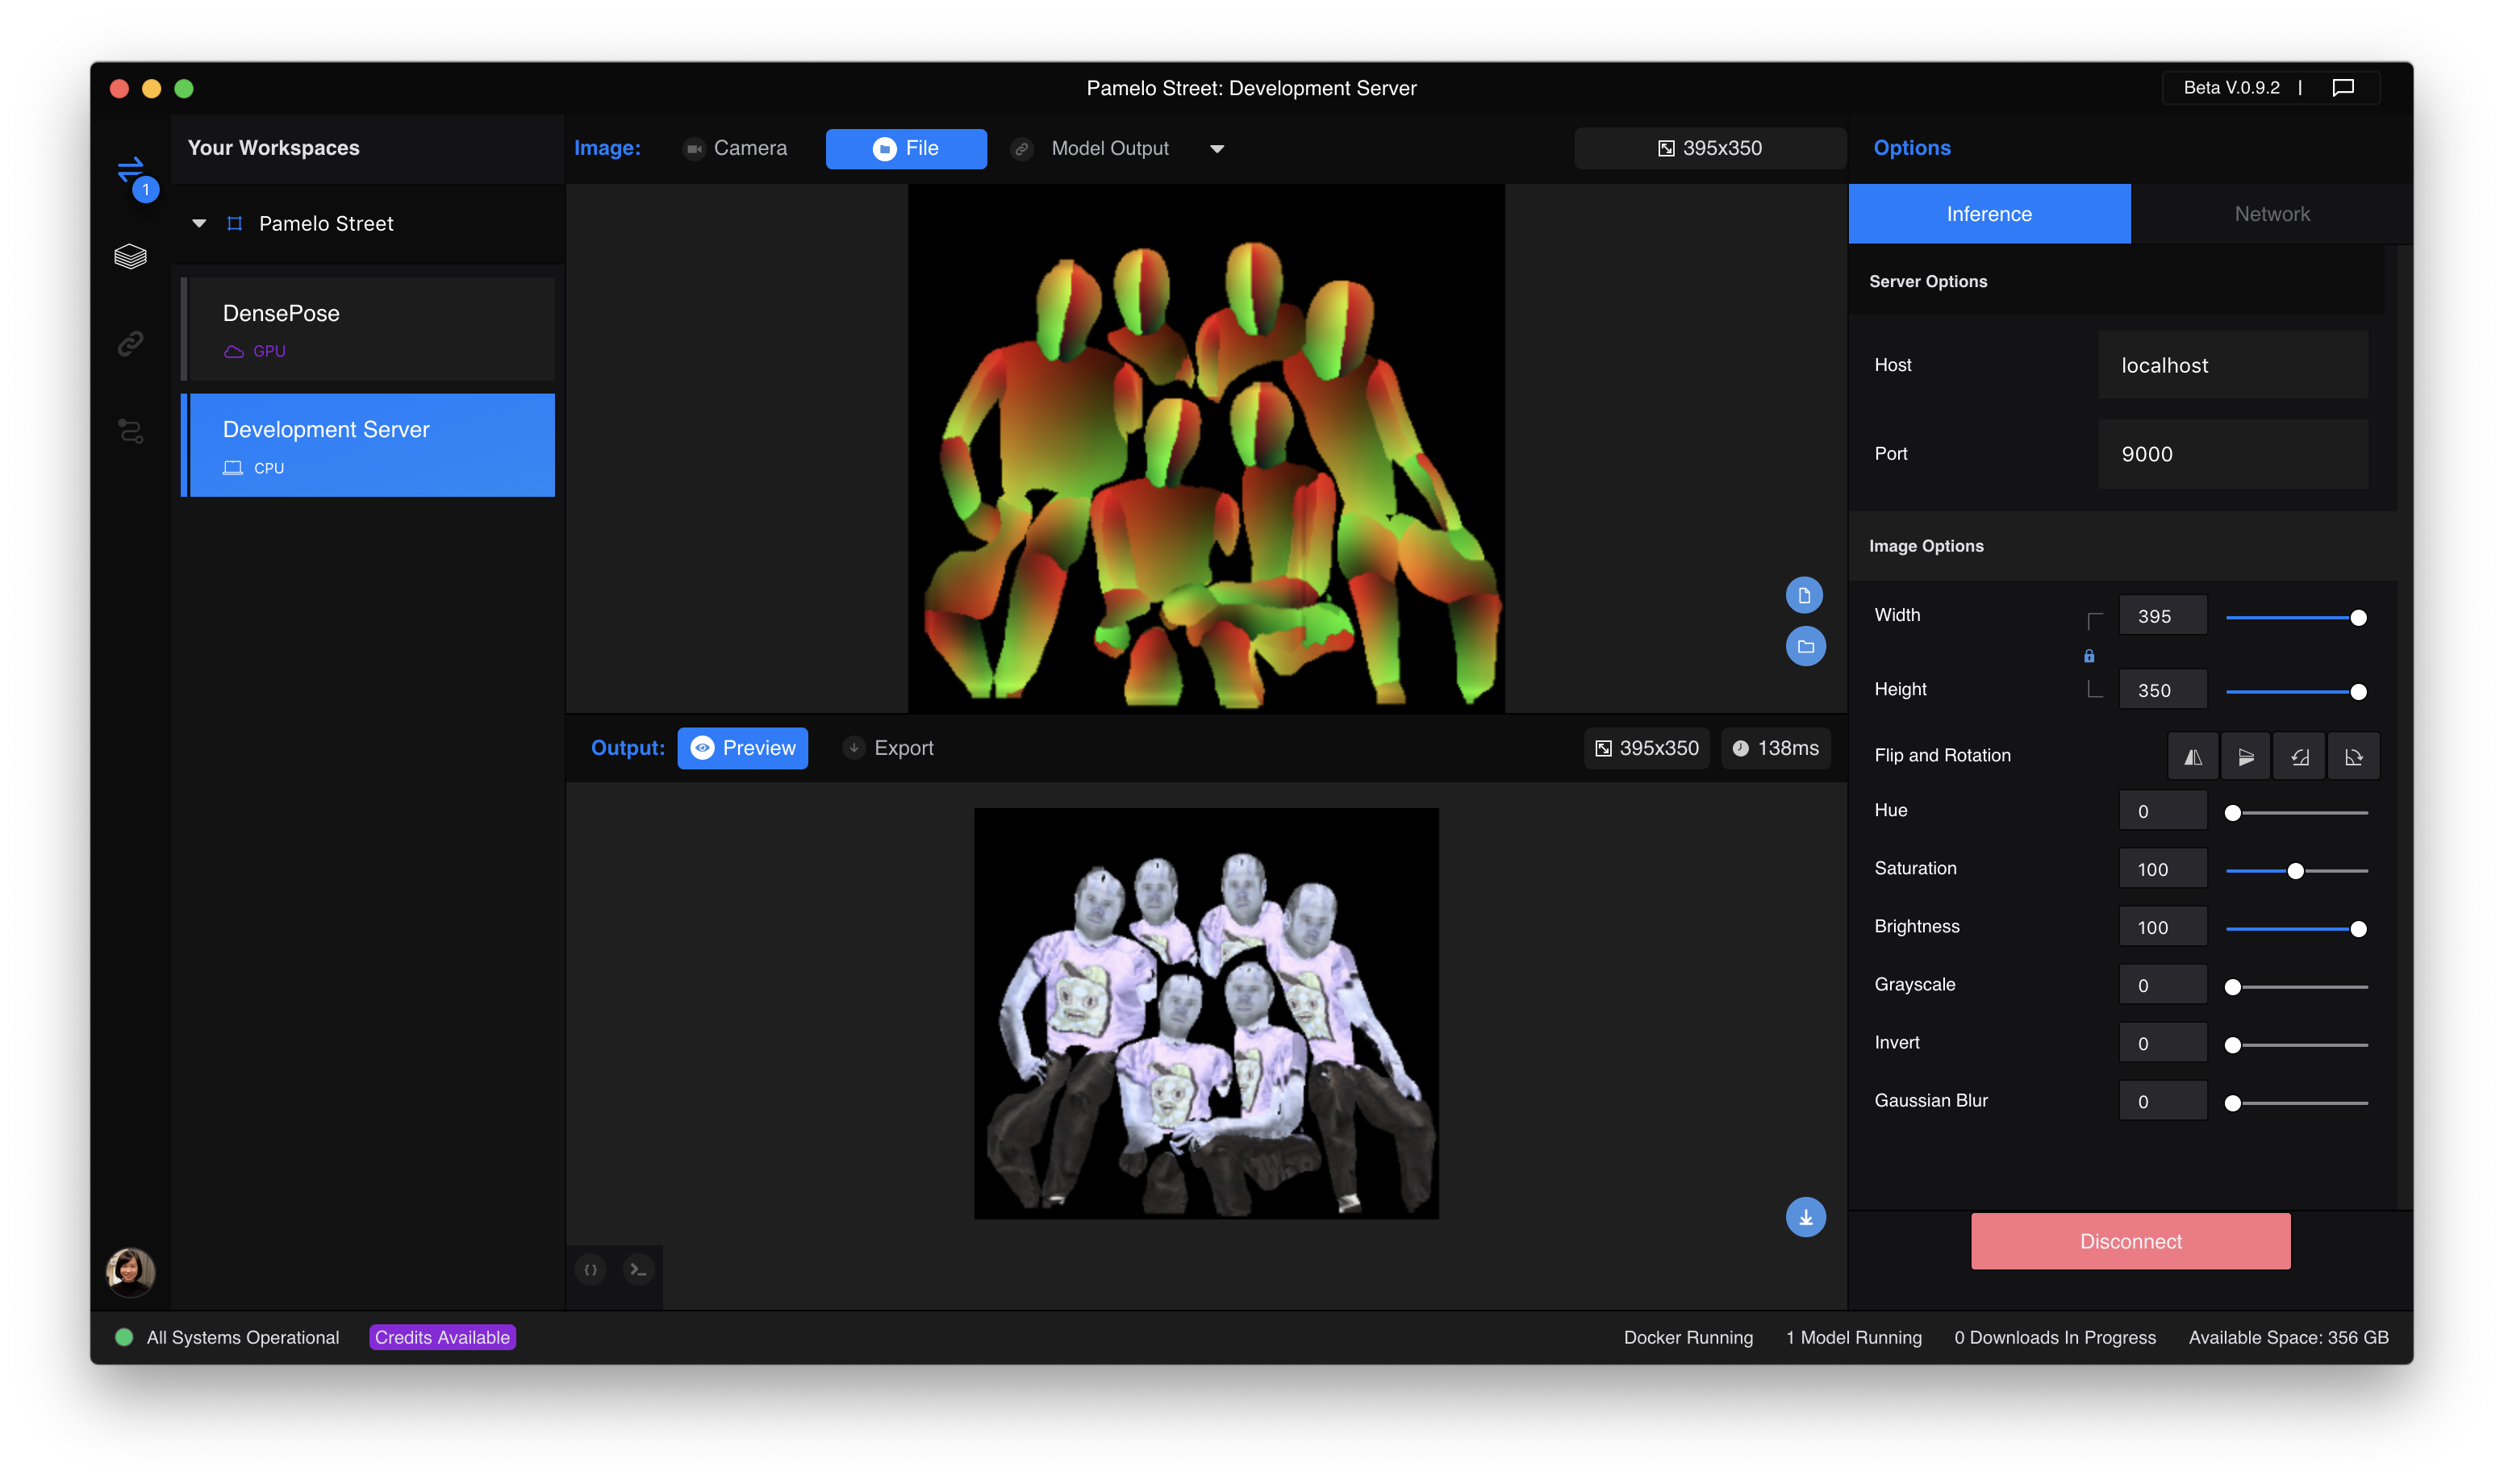 Pamelo Street: Development Server
Beta V.0.9.2 |
1
Your Workspaces
Pamelo Street
DensePose
GPU
Development Server
CPU
Image:
Camera
File
Model Output
395x350
Output:
Preview
Export
395x350
138ms
Options
Inference
Network
Server Options
Host
localhost
Port
9000
Image Options
Width
395
Height
350
Flip and Rotation
Hue
0
Saturation
100
Brightness
100
Grayscale
0
Invert
0
Gaussian Blur
0
Disconnect
All Systems Operational
Credits Available
Docker Running
1 Model Running
0 Downloads In Progress
Available Space: 356 GB